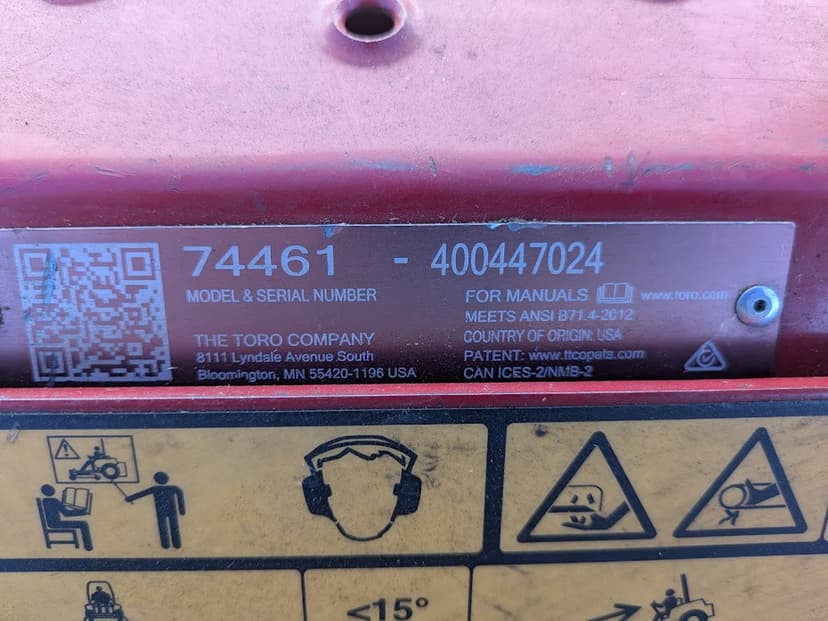 74461 - 400447024
MODEL & SERIAL NUMBER
THE TORO COMPANY
8111 Lyndale Avenue South
Bloomington, MN 55420-1196 USA
FOR MANUALS www.toro.com
MEETS ANSI B71.4-2012
COUNTRY OF ORIGIN: USA
PATENT: www.ttcopats.com
CAN ICES-2/NMB-2
<15°